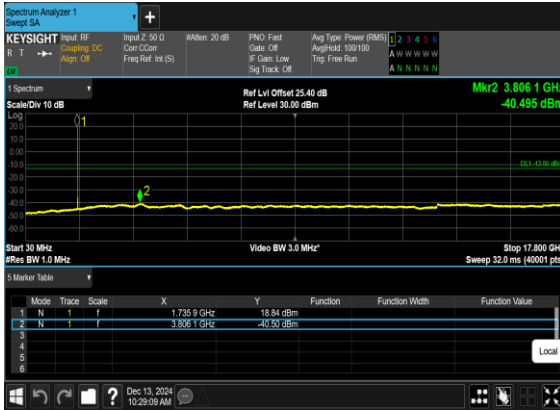 Spectrum Analyzer 1
Swept SA
+
KEYSIGHT
R T
LV
Input: RF
Coupling: DC
Align: Off
Input Z: 50 Ω
Corr CCorr
Freq Ref: Int (S)
#Atten: 20 dB
PNO: Fast
Gate: Off
IF Gain: Low
Sig Track: Off
Avg Type: Power (RMS)
Avg|Hold: 100/100
Trig: Free Run
1 2 3 4 5 6
A W W W W W
A N N N N N
1 Spectrum
Scale/Div 10 dB
Ref Lvl Offset 25.40 dB
Ref Level 30.00 dBm
Mkr2 3.806 1 GHz
-40.495 dBm
Log
20.0
10.0
0.00
-10.0
-20.0
-30.0
-40.0
-50.0
-60.0
1
2
DL1 -13.00 dBm
Start 30 MHz
#Res BW 1.0 MHz
Video BW 3.0 MHz*
Stop 17.800 GHz
Sweep 32.0 ms (40001 pts)
5 Marker Table
Mode Trace Scale X Y Function Function Width Function Value
1 N 1 f 1.735 9 GHz 18.84 dBm
2 N 1 f 3.806 1 GHz -40.50 dBm
3
4
5
6
Local
?
Dec 13, 2024
10:29:09 AM